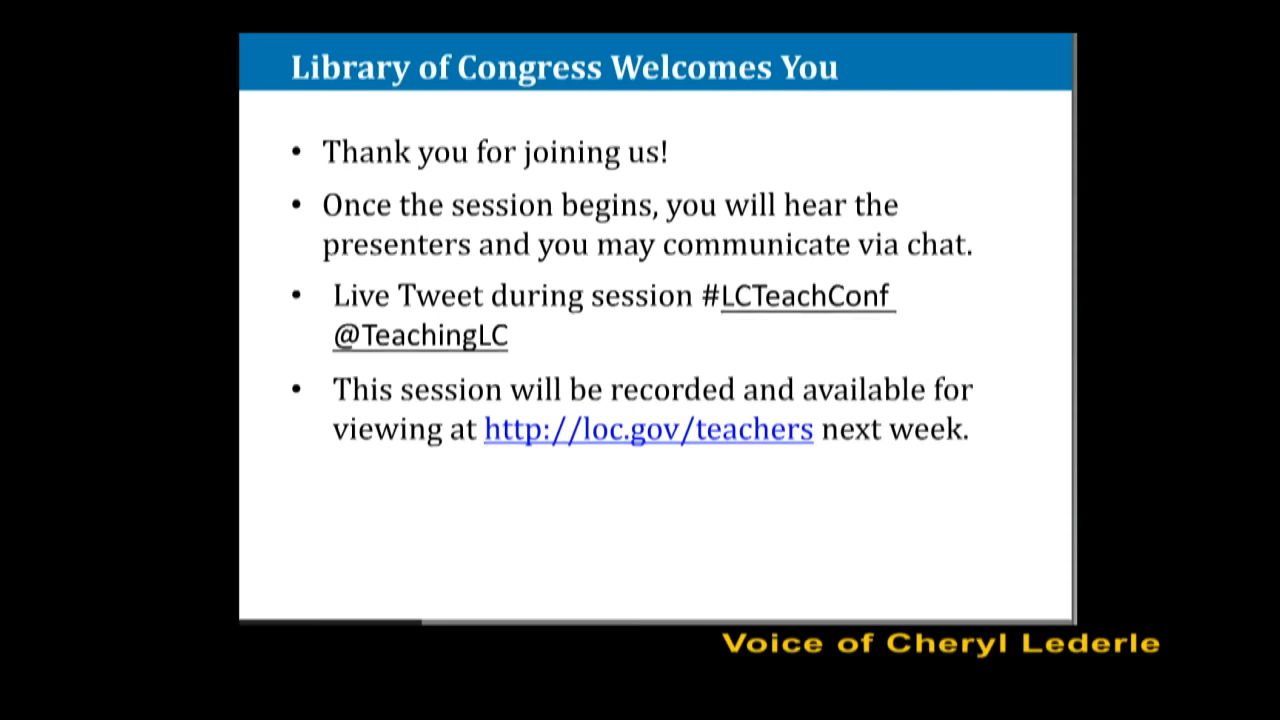 Library of Congress Welcomes You
• Thank you for joining us!
• Once the session begins, you will hear the
presenters and you may communicate via chat.
• Live Tweet during session #LCTeachConf
@TeachingLC
• This session will be recorded and available for
viewing at http://loc.gov/teachers next week.
Voice of Cheryl Lederle